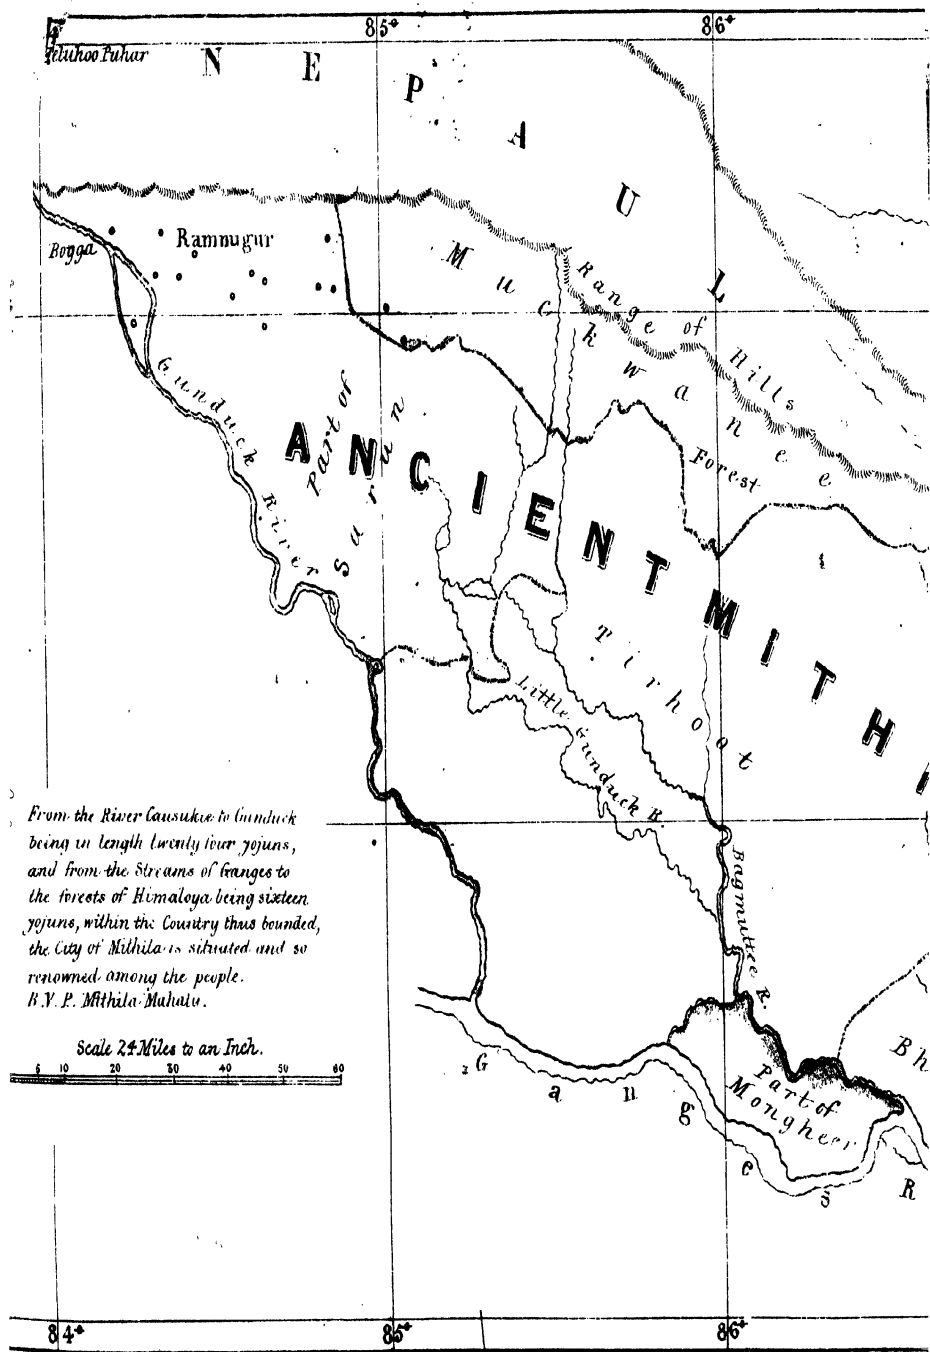 85°
86°
Puhar
N E P A U L
Bogga
Ramnugur
Range of Hills
Muckwanee
Forest
Gunduck River
Part of
Sarun
ANCIENT MITH
Tirhoot
Little Gunduck R.
Bagmuttee R.
From the River Causukie to Gunduck
being in length twenty four yojuns,
and from the Streams of Ganges to
the forests of Himaloya being sixteen
yojuns, within the Country thus bounded,
the City of Mithila is situated and so
renowned among the people.
B. V. P. Mithila Muhalu.
Scale 24 Miles to an Inch.
5 10 20 30 40 50 60
Ganges R
Part of
Mongheer
Bh
84°
85°
86°